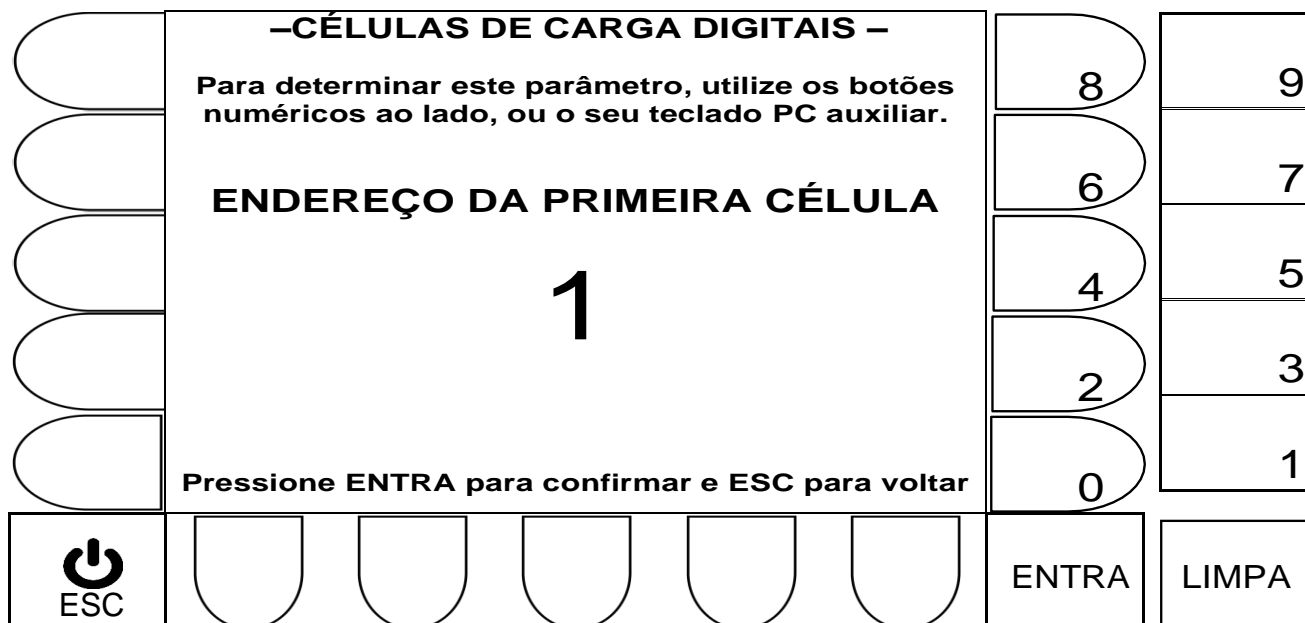 –CÉLULAS DE CARGA DIGITAIS –
Para determinar este parâmetro, utilize os botões
numéricos ao lado, ou o seu teclado PC auxiliar.
ENDEREÇO DA PRIMEIRA CÉLULA
1
Pressione ENTRA para confirmar e ESC para voltar
8 9
6 7
4 5
2 3
0 1
ESC
ENTRA
LIMPA